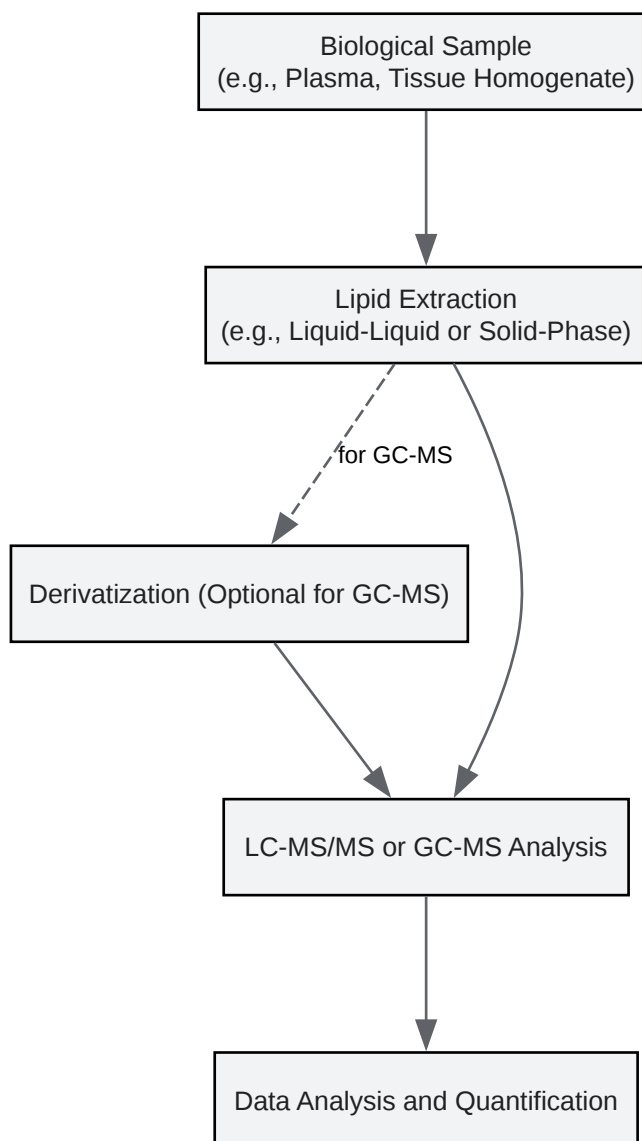 Biological Sample
(e.g., Plasma, Tissue Homogenate)
Lipid Extraction
(e.g., Liquid-Liquid or Solid-Phase)
for GC-MS
Derivatization (Optional for GC-MS)
LC-MS/MS or GC-MS Analysis
Data Analysis and Quantification